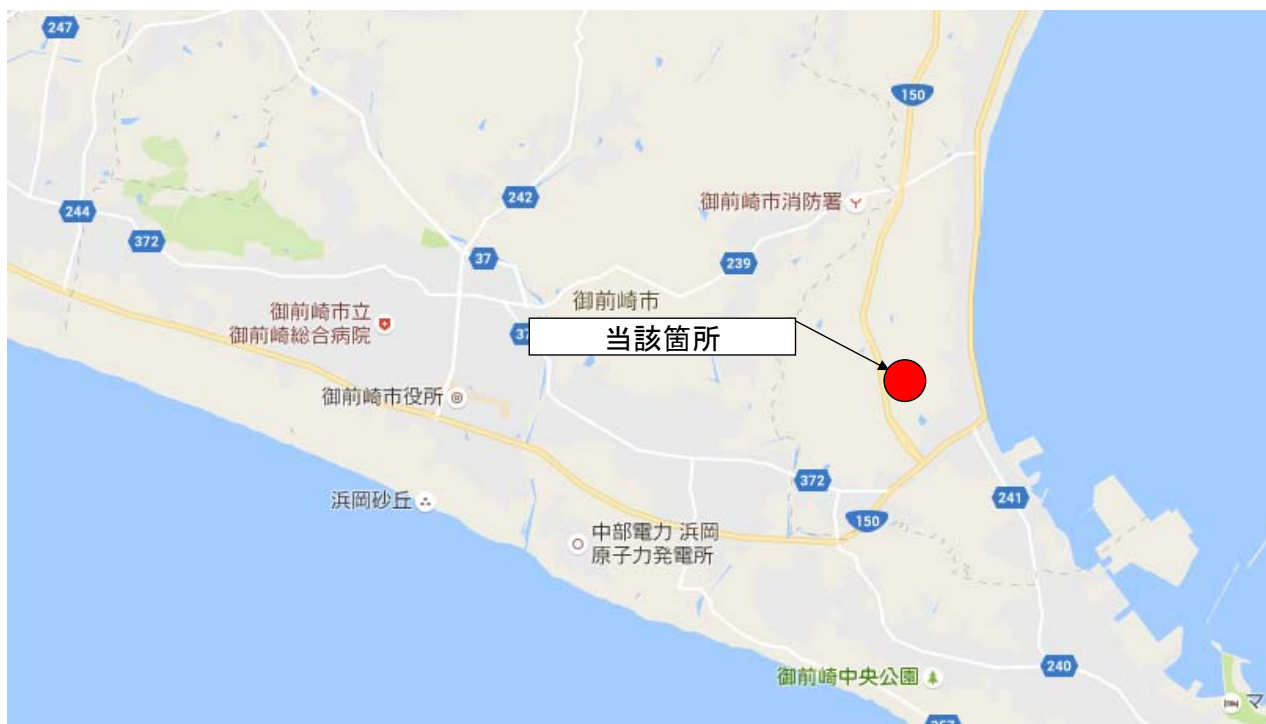 247
150
御前崎市消防署
242
244
372
37
239
御前崎市
御前崎市立
御前崎総合病院
当該箇所
御前崎市役所
372
241
浜岡砂丘
150
中部電力 浜岡
原子力発電所
240
御前崎中央公園
マ